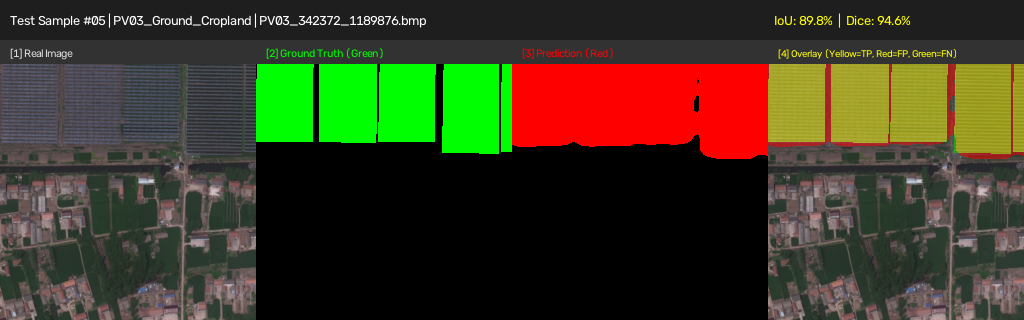 Test Sample #05 | PV03_Ground_Cropland | PV03_342372_1189876.bmp
IoU: 89.8% | Dice: 94.6%
[1] Real Image
[2] Ground Truth (Green)
[3] Prediction (Red)
[4] Overlay (Yellow=TP, Red=FP, Green=FN)